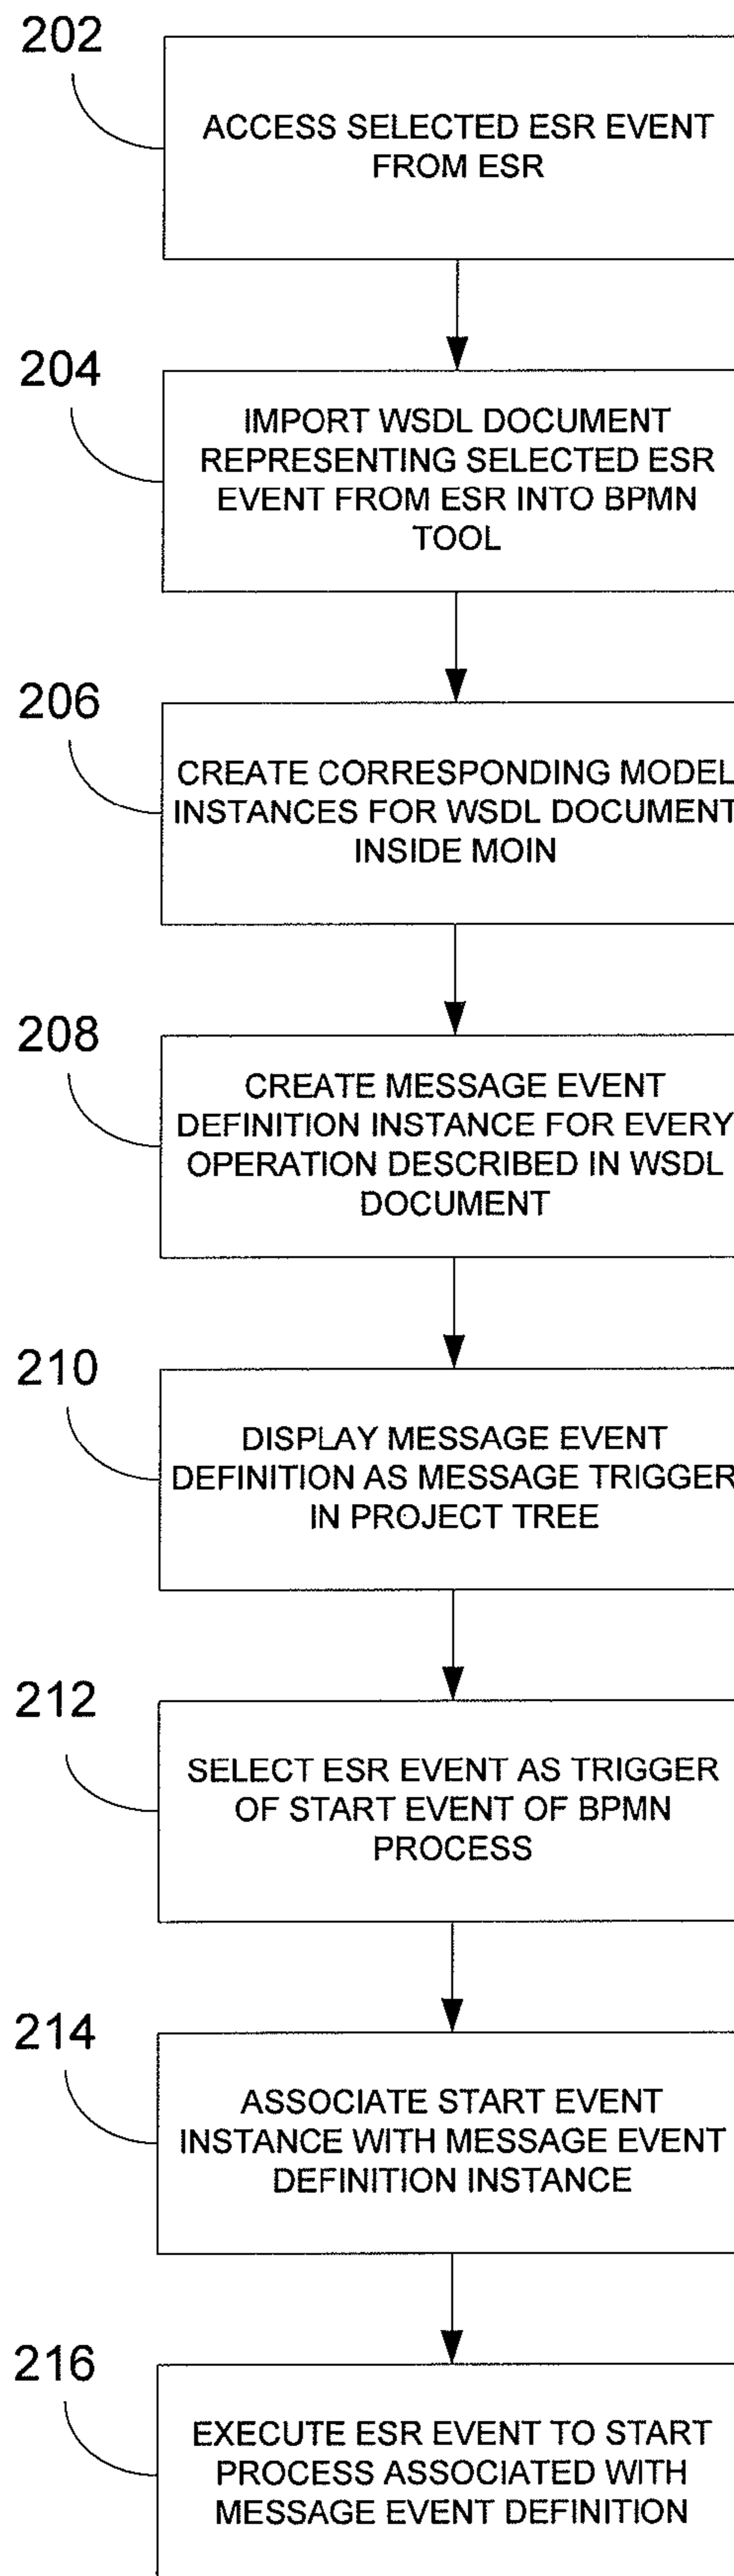 202
ACCESS SELECTED ESR EVENT
FROM ESR
204
IMPORT WSDL DOCUMENT
REPRESENTING SELECTED ESR
EVENT FROM ESR INTO BPMN
TOOL
206
CREATE CORRESPONDING MODEL
INSTANCES FOR WSDL DOCUMENT
INSIDE MOIN
208
CREATE MESSAGE EVENT
DEFINITION INSTANCE FOR EVERY
OPERATION DESCRIBED IN WSDL
DOCUMENT
210
DISPLAY MESSAGE EVENT
DEFINITION AS MESSAGE TRIGGER
IN PROJECT TREE
212
SELECT ESR EVENT AS TRIGGER
OF START EVENT OF BPMN
PROCESS
214
ASSOCIATE START EVENT
INSTANCE WITH MESSAGE EVENT
DEFINITION INSTANCE
216
EXECUTE ESR EVENT TO START
PROCESS ASSOCIATED WITH
MESSAGE EVENT DEFINITION